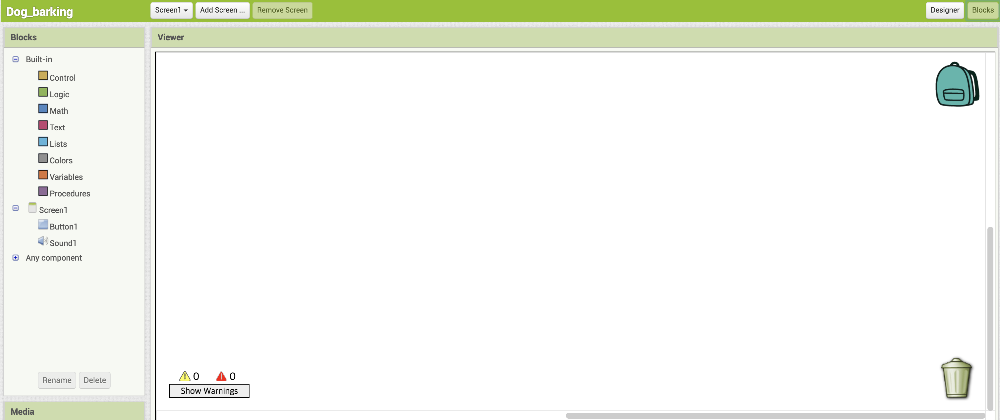 Dog_barking
Screen1
Add Screen ...
Remove Screen
Designer
Blocks
Blocks
Built-in
Control
Logic
Math
Text
Lists
Colors
Variables
Procedures
Screen1
Button1
Sound1
Any component
Rename
Delete
Media
Viewer
0
0
Show Warnings